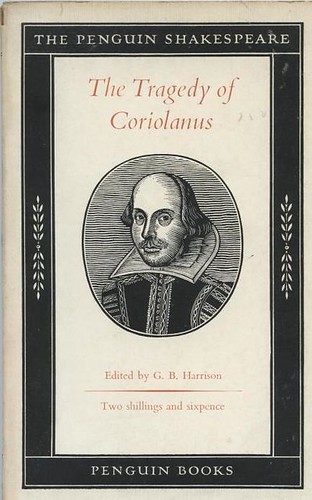 THE PENGUIN SHAKESPEARE
The Tragedy of
Coriolanus
Edited by G. B. Harrison
Two shillings and sixpence
PENGUIN BOOKS